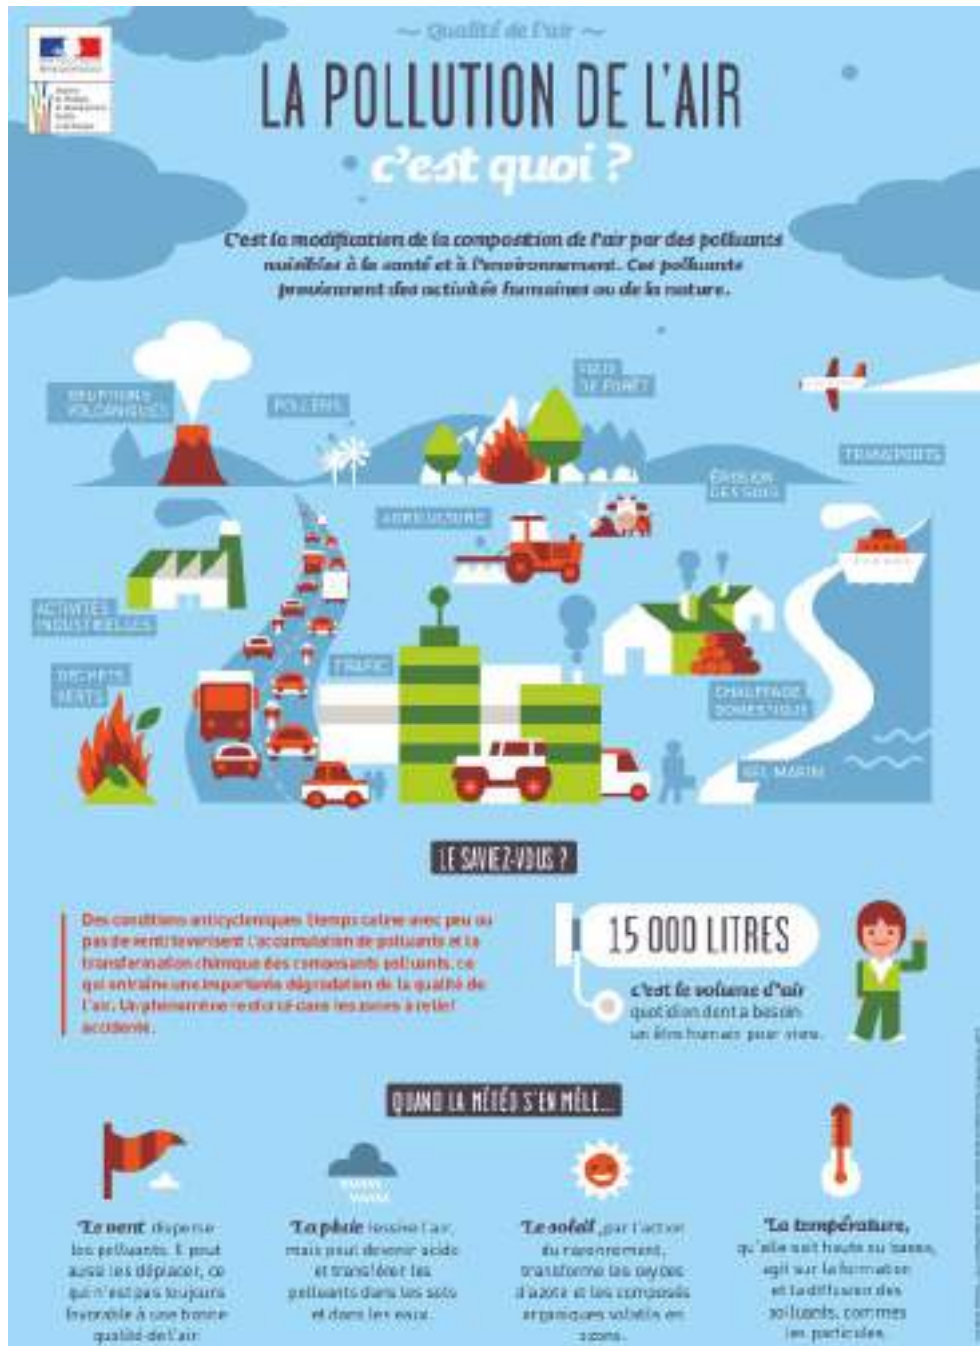 ~ Qualité de l'air ~
LA POLLUTION DE L'AIR
c'est quoi ?
C'est la modification de la composition de l'air par des polluants
nuisibles à la santé et à l'environnement. Ces polluants
proviennent des activités humaines ou de la nature.
ÉRUPTIONS
VOLCANIQUES
POLLENS
FEUX
DE FORÊT
TRANSPORTS
ÉROSION
DES SOLS
AGRICULTURE
ACTIVITÉS
INDUSTRIELLES
TRAFIC
DÉCHETS
VERTS
CHAUFFAGE
DOMESTIQUE
SEL MARIN
LE SAVIEZ-VOUS ?
Des conditions anticycloniques (temps calme avec peu ou
pas de vent) favorisent l'accumulation de polluants et la
transformation chimique des composants polluants, ce
qui entraîne une importante dégradation de la qualité de
l'air. Un phénomène dans les zones à relief
accidenté.
15 000 LITRES
c'est le volume d'air
quotidien dont a besoin
un être humain pour vivre.
QUAND LA MÉTÉO S'EN MÊLE...
Le vent disperse
les polluants. Il peut
aussi les déplacer, ce
qui n'est pas toujours
favorable à une bonne
qualité de l'air
La pluie lessive l'air,
mais peut devenir acide
et transférer les
polluants dans les sols
et dans les eaux.
Le soleil, par l'action
du rayonnement,
transforme les oxydes
d'azote et les composés
organiques volatils en
ozone.
La température,
qu'elle soit haute ou basse,
agit sur la formation
et la diffusion des
polluants, commes
les particules.